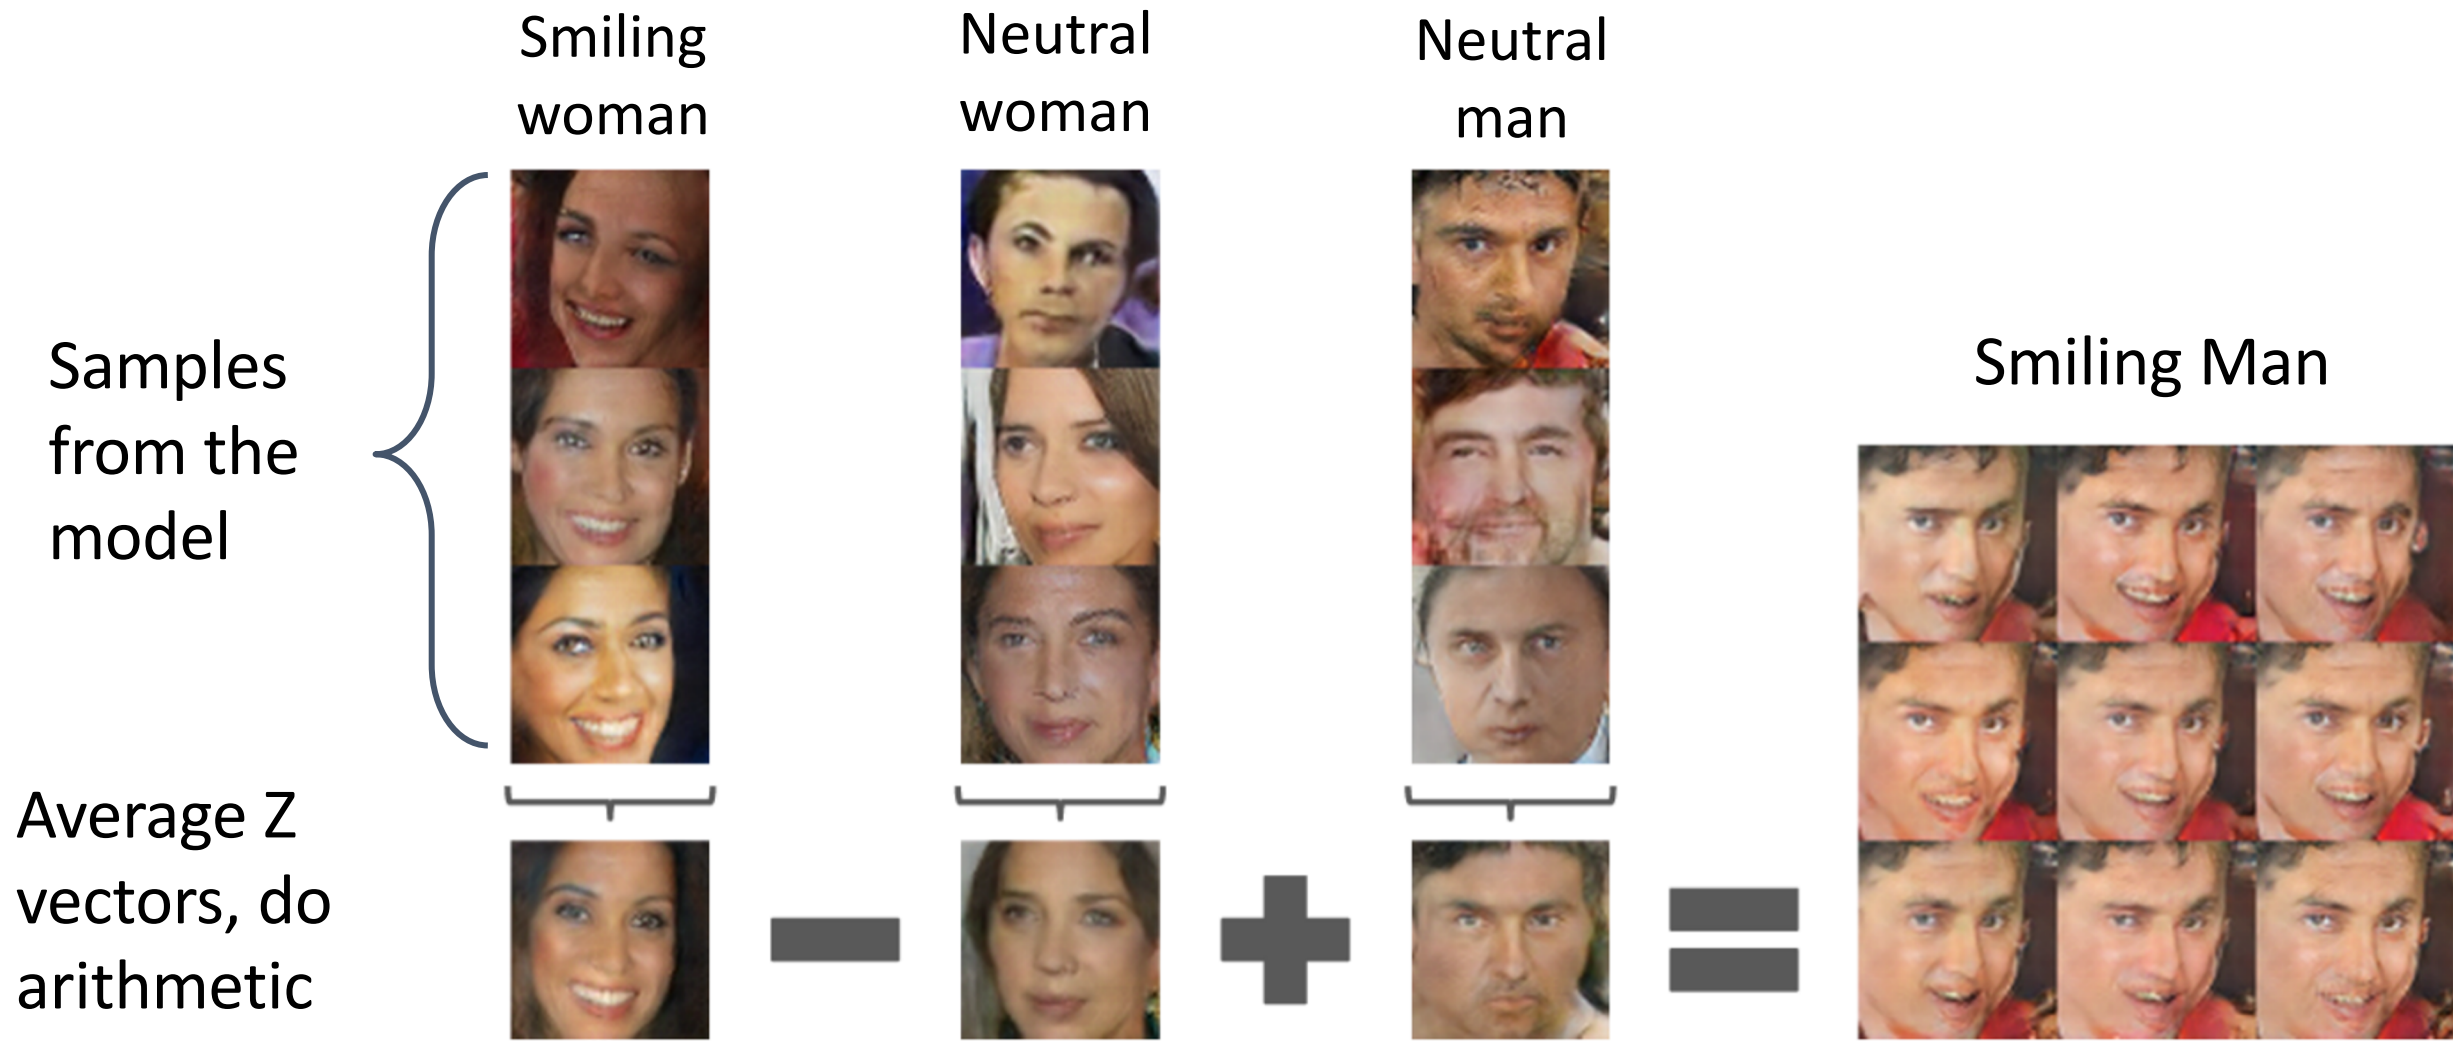 Smiling
woman
Neutral
woman
Neutral
man
Samples
from the
model
Smiling Man
Average Z
vectors, do
arithmetic